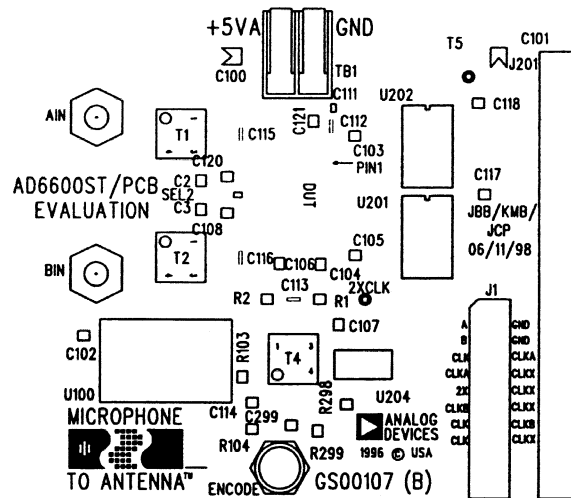 +5VA GND
C100
TB1
C111
T5
C101
J201
AIN
T1
C115
C121
C112
U202
C118
C120
C103
PIN1
AD6600ST/PCB
EVALUATION
C2
SEL2
C3
C108
DUT
U201
C117
JBB/KMB/
JCP
06/11/98
BIN
T2
C116
C106
C105
C104
2XCLK
R2
C113
R1
J1
C102
U100
R103
1 3
T4
4
C107
R298
U204
A GND
B GND
CLK CLKA
CLKA CLKX
2X CLKX
CLKB CLKX
CLK CLKB
CLK CLKX
C114
C299
R104
R299
MICROPHONE
TO ANTENNA™
ENCODE
ANALOG
DEVICES
1996 © USA
GS00107 (B)